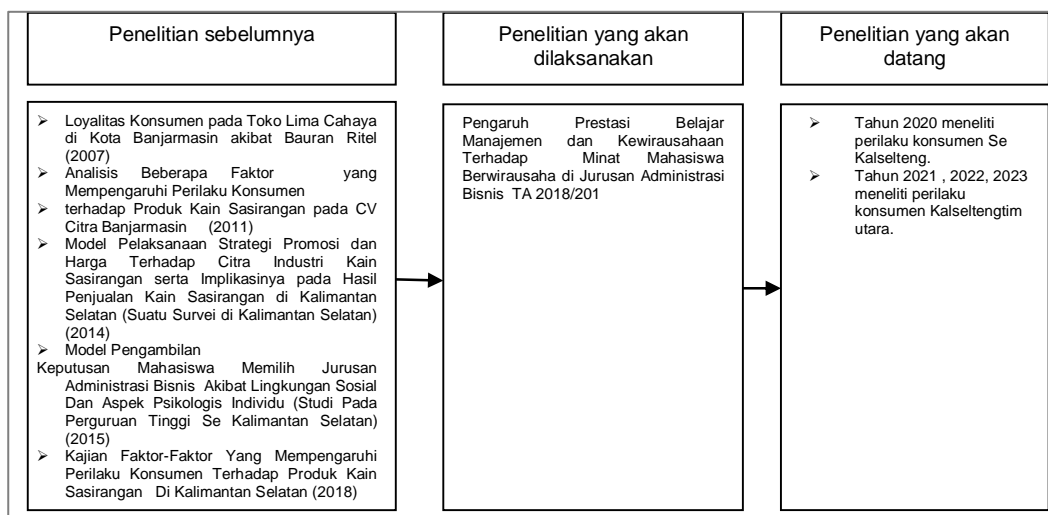 Penelitian sebelumnya
Penelitian yang akan
dilaksanakan
Penelitian yang akan
datang
➢ Loyalitas Konsumen pada Toko Lima Cahaya
di Kota Banjarmasin akibat Bauran Ritel
(2007)
➢ Analisis Beberapa Faktor yang
Mempengaruhi Perilaku Konsumen
➢ terhadap Produk Kain Sasirangan pada CV
Citra Banjarmasin (2011)
➢ Model Pelaksanaan Strategi Promosi dan
Harga Terhadap Citra Industri Kain
Sasirangan serta Implikasinya pada Hasil
Penjualan Kain Sasirangan di Kalimantan
Selatan (Suatu Survei di Kalimantan Selatan)
(2014)
➢ Model Pengambilan
Keputusan Mahasiswa Memilih Jurusan
Administrasi Bisnis Akibat Lingkungan Sosial
Dan Aspek Psikologis Individu (Studi Pada
Perguruan Tinggi Se Kalimantan Selatan)
(2015)
➢ Kajian Faktor-Faktor Yang Mempengaruhi
Perilaku Konsumen Terhadap Produk Kain
Sasirangan Di Kalimantan Selatan (2018)
Pengaruh Prestasi Belajar
Manajemen dan Kewirausahaan
Terhadap Minat Mahasiswa
Berwirausaha di Jurusan Administrasi
Bisnis TA 2018/201
➢ Tahun 2020 meneliti
perilaku konsumen Se
Kalselteng.
➢ Tahun 2021 , 2022, 2023
meneliti perilaku
konsumen Kalseltengtim
utara.